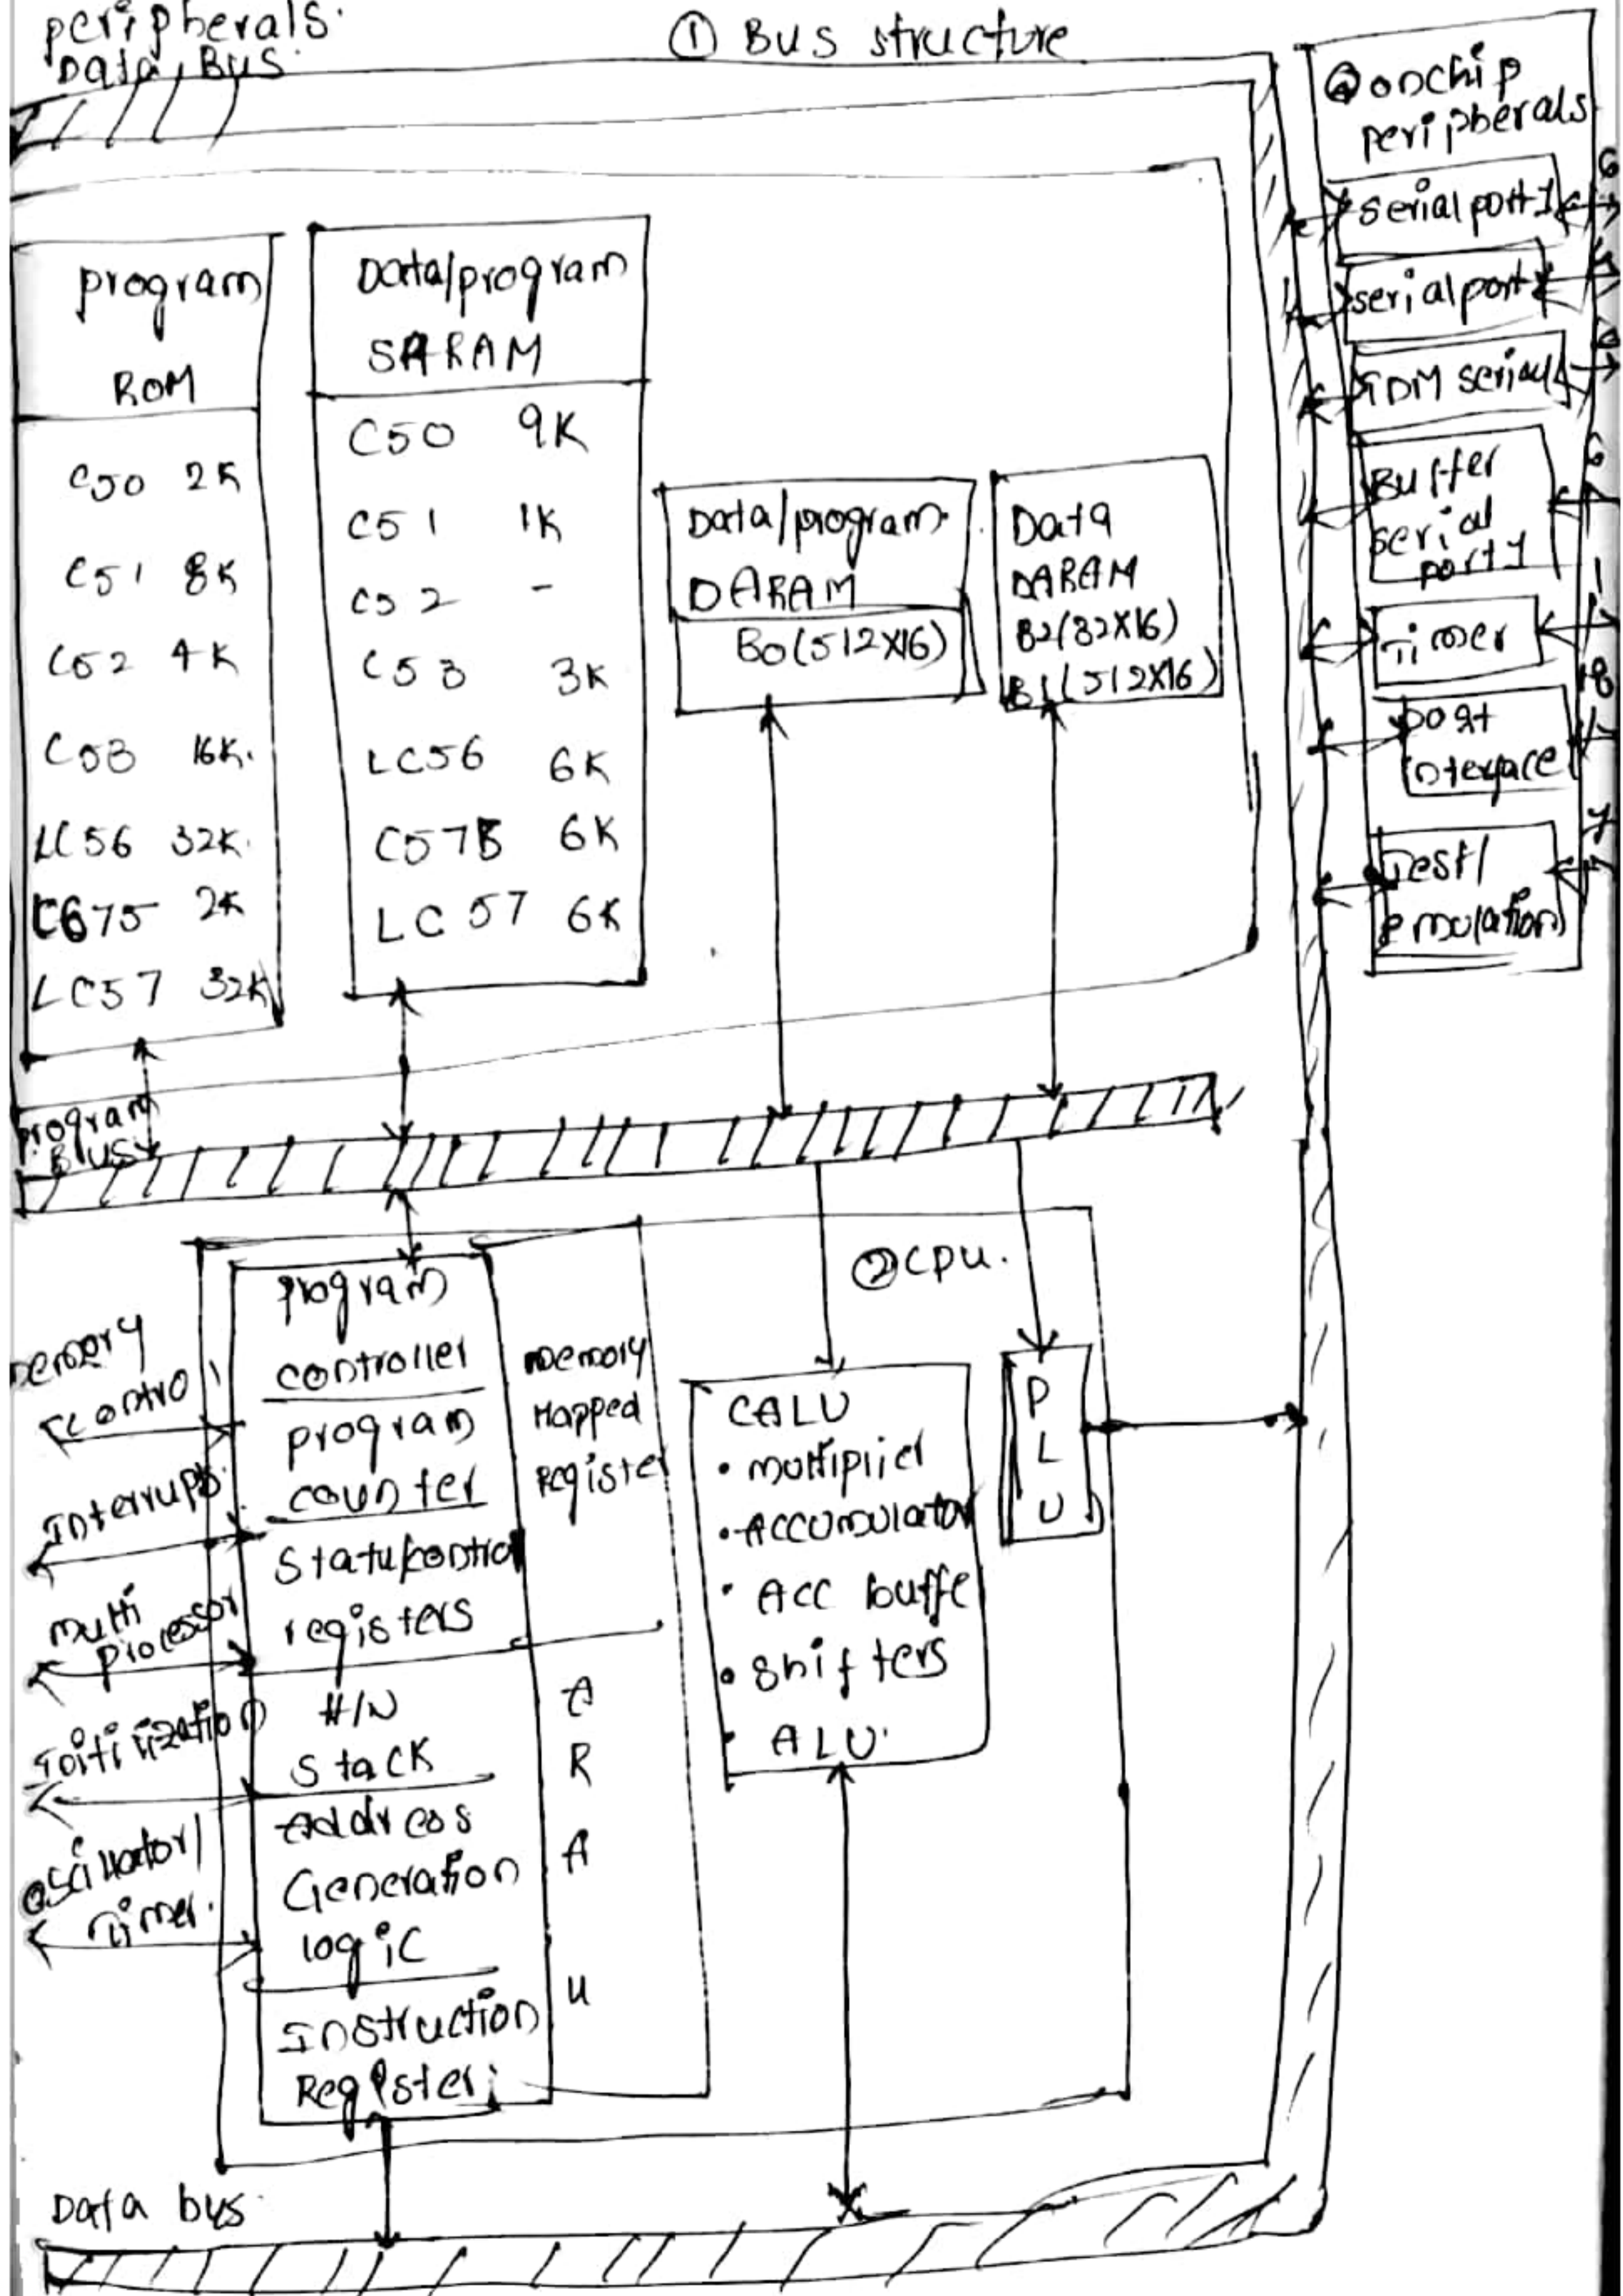 peripherals.
Data, Bus.
① Bus structure
program
ROM
C50 2K
C51 8K
C52 4K
C53 16K.
LC56 32K.
C675 2K
LC57 32K
Data/program
SARAM
C50 9K
C51 1K
C52 -
C53 3K
LC56 6K
C57B 6K
LC57 6K
Data/program
DARAM
B0(512X16)
Data
DARAM
B2(32X16)
B1(512X16)
onchip
peripherals
serial port 1
serial port 2
TDM serial
Buffer
serial
port 1
Timer
Interface
Test/
emulation
program
Bus
② CPU.
memory
control
Interrupts
multi
processor
Initilization
oscillator/
Timer.
program
controller
program
counter
Status/control
registers
H/W
Stack
Address
Generation
logic
Instruction
Register
memory
Mapped
Register
A
R
A
U
CALU
• multiplier
• Accumulator
• Acc buffe
• Shifters
• ALU.
P
L
U
Data bus